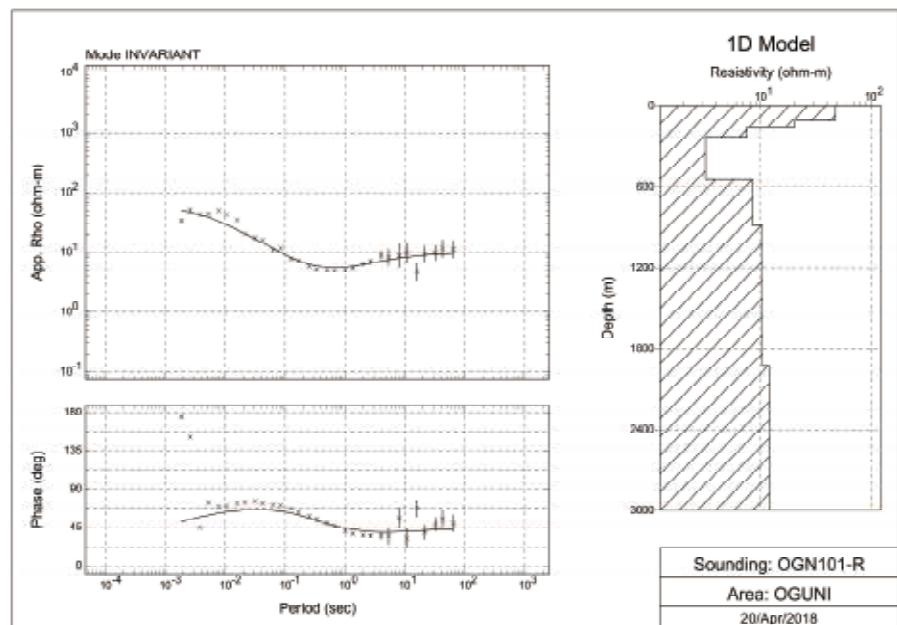 Mode INVARIANT
10^4
10^3
10^2
10^1
10^0
10^-1
App. Rho (ohm-m)
180
135
90
45
0
Phase (deg)
10^-4
10^-3
10^-2
10^-1
10^0
10^1
10^2
10^3
Period (sec)
1D Model
Resistivity (ohm-m)
10^1
10^2
0
600
1200
1800
2400
3000
Depth (m)
Sounding: OGN101-R
Area: OGUNI
20/Apr/2018